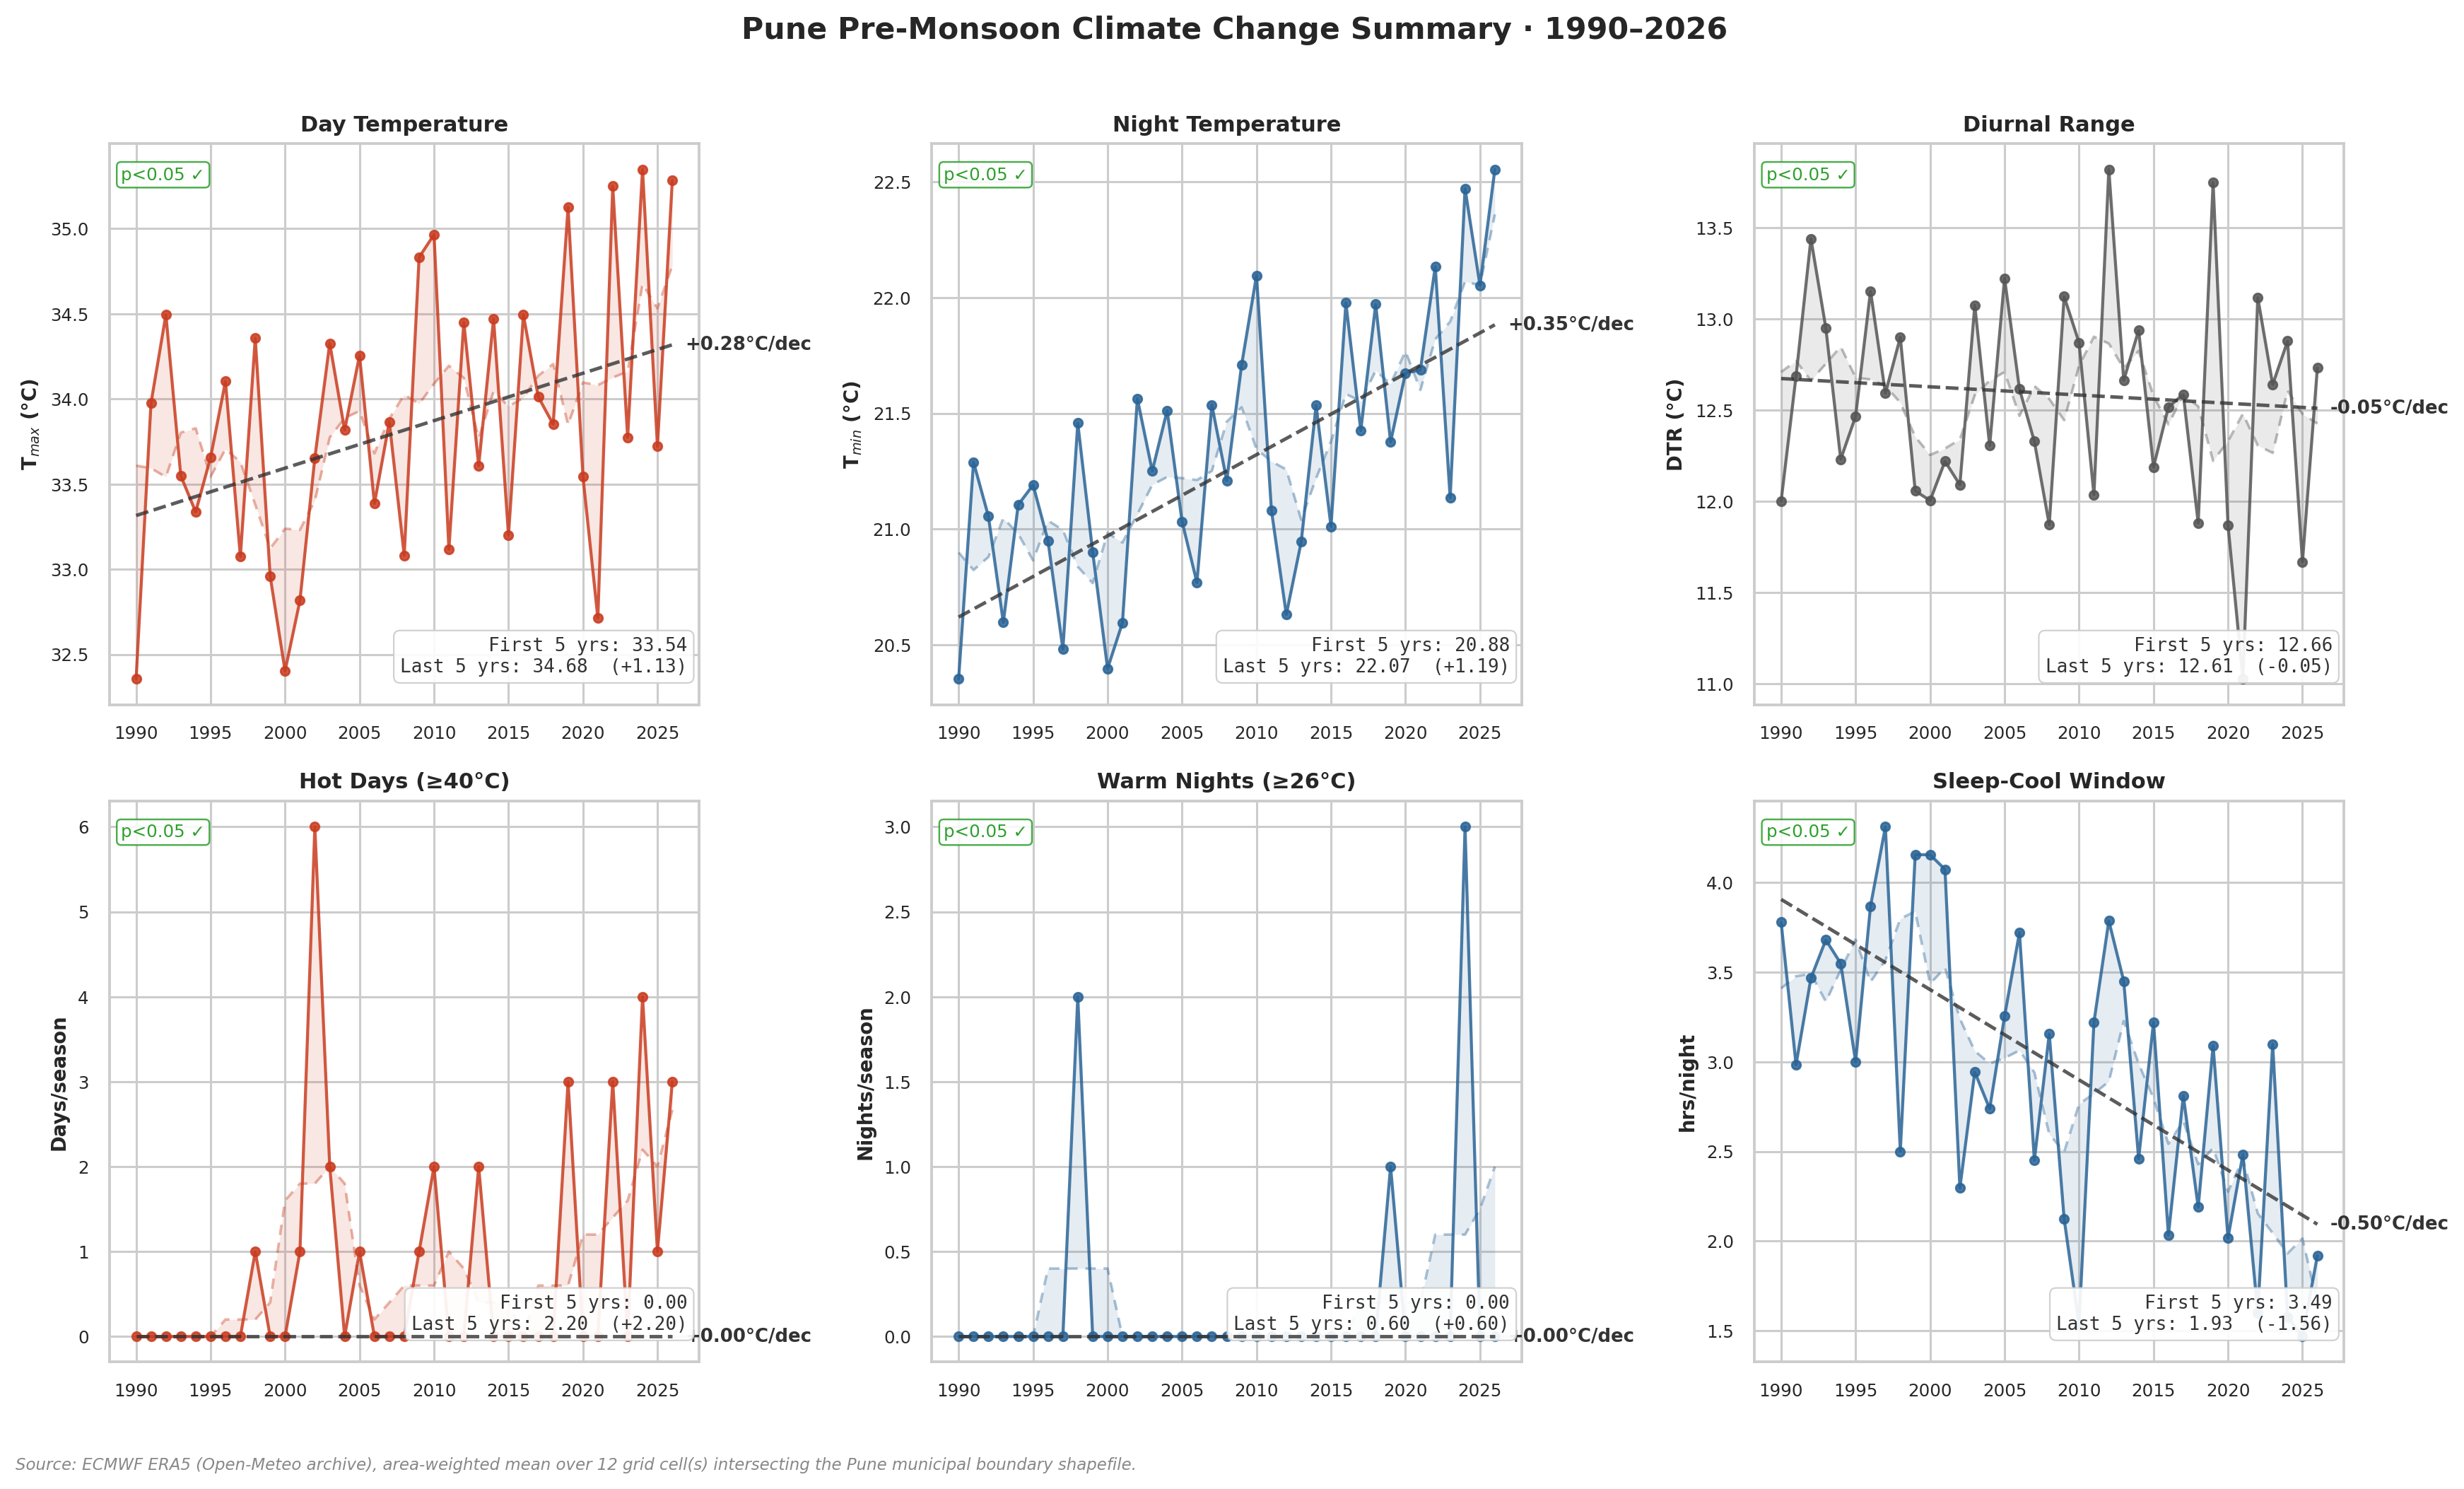 Pune Pre-Monsoon Climate Change Summary · 1990–2026
Day Temperature
p<0.05 ✓
35.0
34.5
34.0
33.5
33.0
32.5
Tmax (°C)
+0.28°C/dec
First 5 yrs: 33.54
Last 5 yrs: 34.68 (+1.13)
1990 1995 2000 2005 2010 2015 2020 2025
Night Temperature
p<0.05 ✓
22.5
22.0
21.5
21.0
20.5
Tmin (°C)
+0.35°C/dec
First 5 yrs: 20.88
Last 5 yrs: 22.07 (+1.19)
1990 1995 2000 2005 2010 2015 2020 2025
Diurnal Range
p<0.05 ✓
13.5
13.0
12.5
12.0
11.5
11.0
DTR (°C)
-0.05°C/dec
First 5 yrs: 12.66
Last 5 yrs: 12.61 (-0.05)
1990 1995 2000 2005 2010 2015 2020 2025
Hot Days (≥40°C)
p<0.05 ✓
6
5
4
3
2
1
0
Days/season
-0.00°C/dec
First 5 yrs: 0.00
Last 5 yrs: 2.20 (+2.20)
1990 1995 2000 2005 2010 2015 2020 2025
Warm Nights (≥26°C)
p<0.05 ✓
3.0
2.5
2.0
1.5
1.0
0.5
0.0
Nights/season
-0.00°C/dec
First 5 yrs: 0.00
Last 5 yrs: 0.60 (+0.60)
1990 1995 2000 2005 2010 2015 2020 2025
Sleep-Cool Window
p<0.05 ✓
4.0
3.5
3.0
2.5
2.0
1.5
hrs/night
-0.50°C/dec
First 5 yrs: 3.49
Last 5 yrs: 1.93 (-1.56)
1990 1995 2000 2005 2010 2015 2020 2025
Source: ECMWF ERA5 (Open-Meteo archive), area-weighted mean over 12 grid cell(s) intersecting the Pune municipal boundary shapefile.